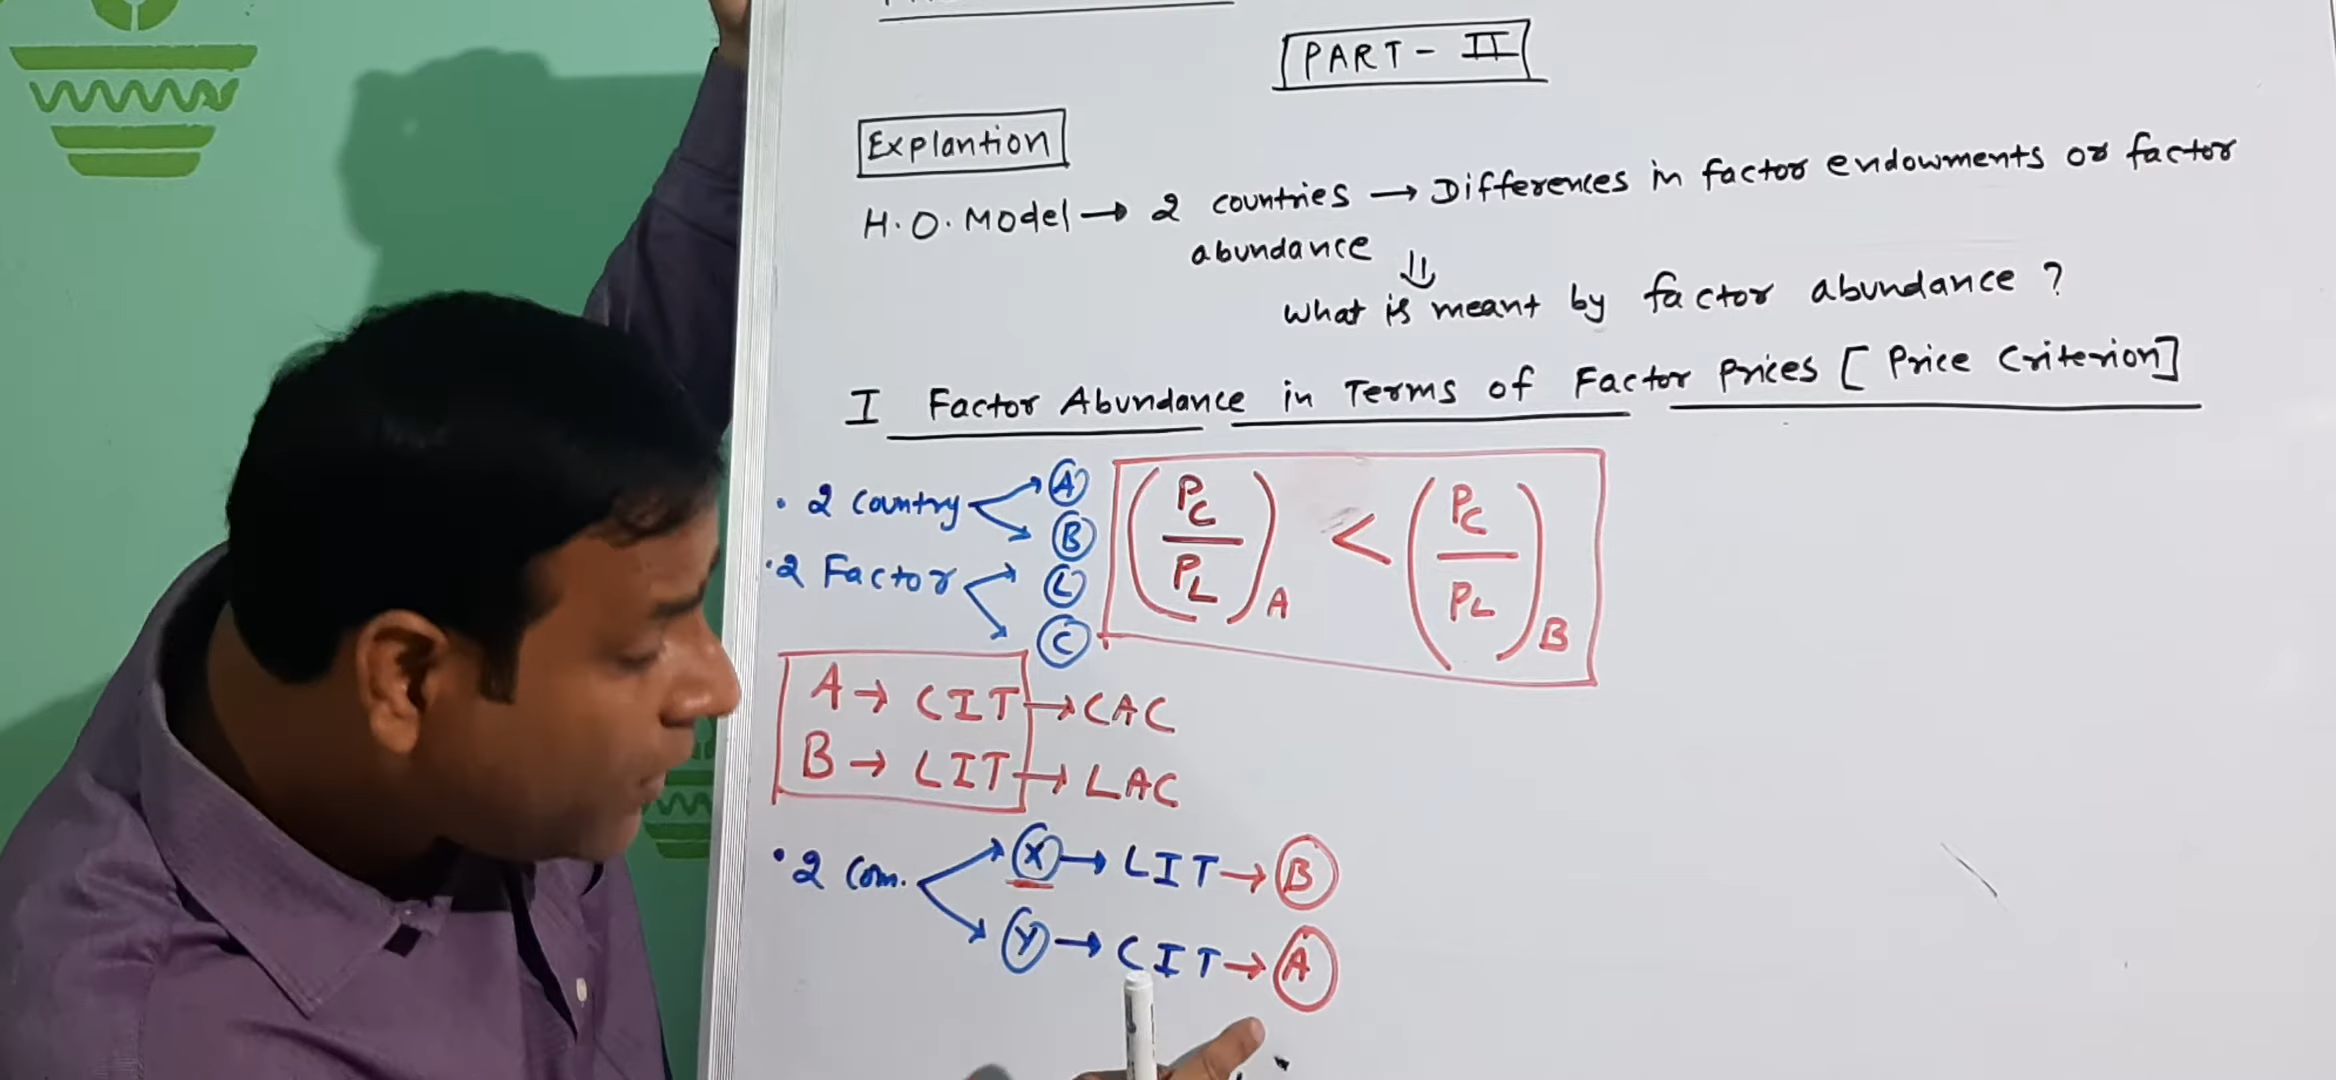 PART - II
Explantion
H.O. Model → 2 countries → Differences in factor endowments or factor
abundance ⇓
What is meant by factor abundance ?
I Factor Abundance in Terms of Factor Prices [ Price Criterion ]
• 2 Country A
B
• 2 Factor L
C
(PC / PL)A < (PC / PL)B
A → CIT → CAC
B → LIT → LAC
• 2 Com. X → LIT → B
Y → CIT → A